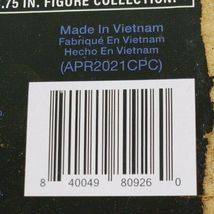 .75 IN. FIGURE COLLECTION!
Made In Vietnam
Fabriqué En Vietnam
Hecho En Vietnam
(APR2021CPC)
8 40049 80926 0